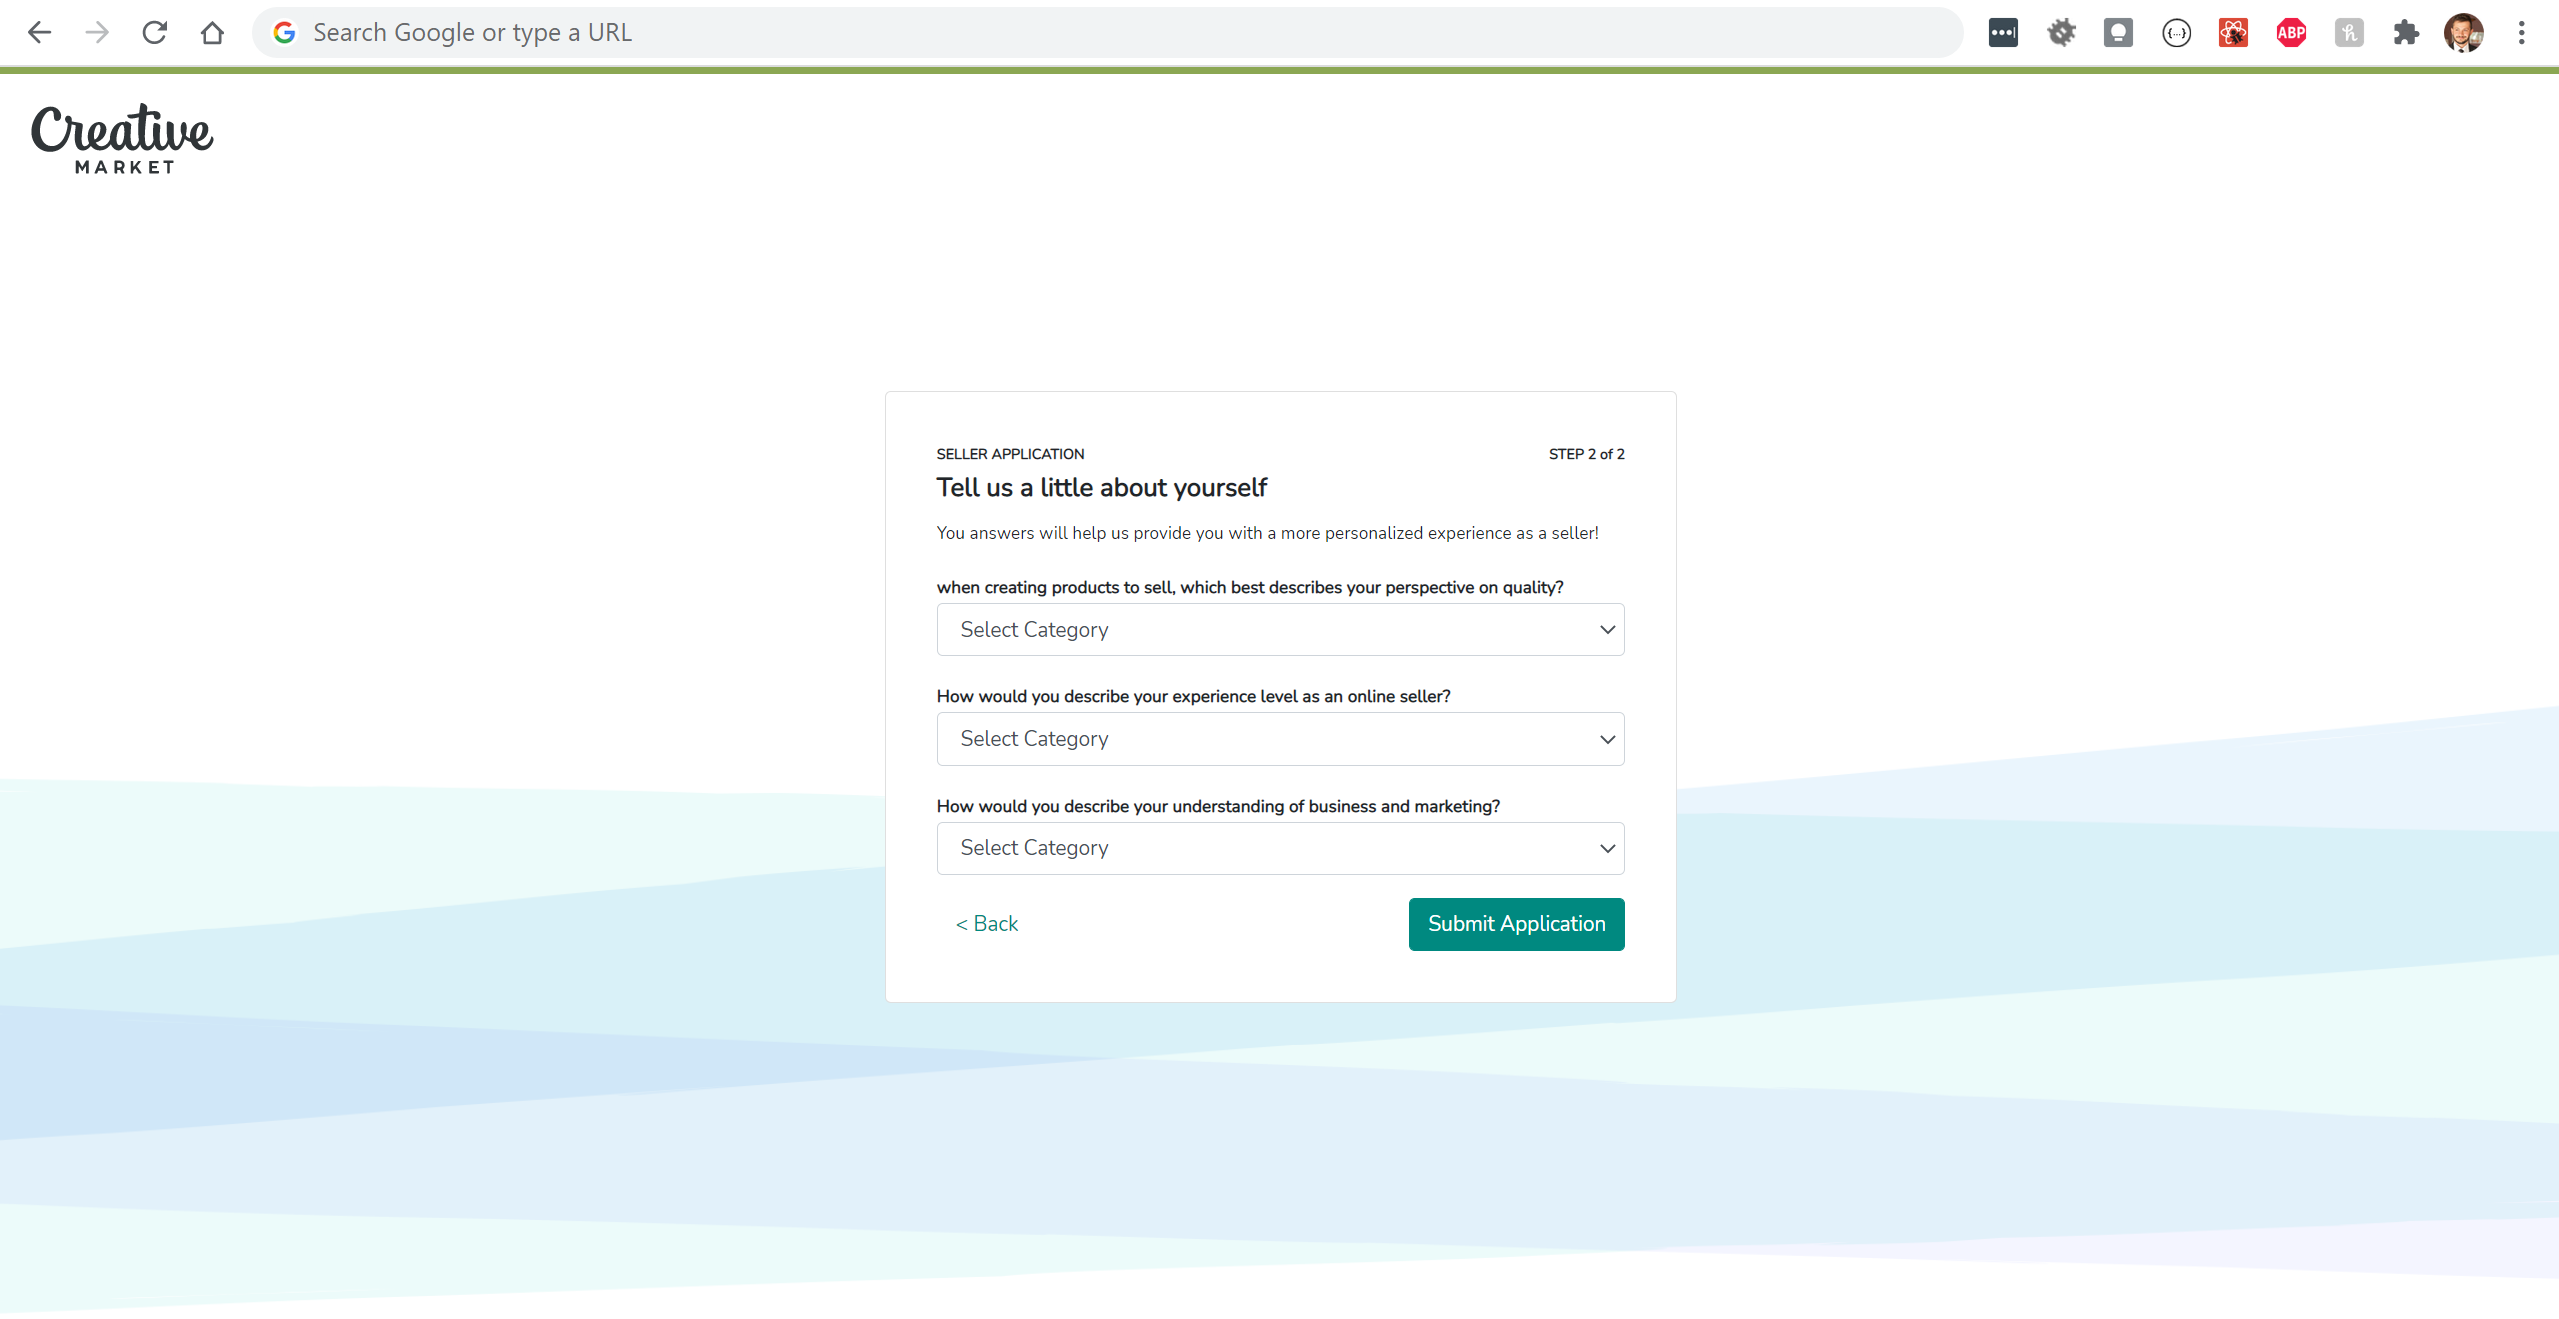 Search Google or type a URL
ABP
Creative
MARKET
SELLER APPLICATION
STEP 2 of 2
Tell us a little about yourself
You answers will help us provide you with a more personalized experience as a seller!
when creating products to sell, which best describes your perspective on quality?
Select Category
How would you describe your experience level as an online seller?
Select Category
How would you describe your understanding of business and marketing?
Select Category
< Back
Submit Application